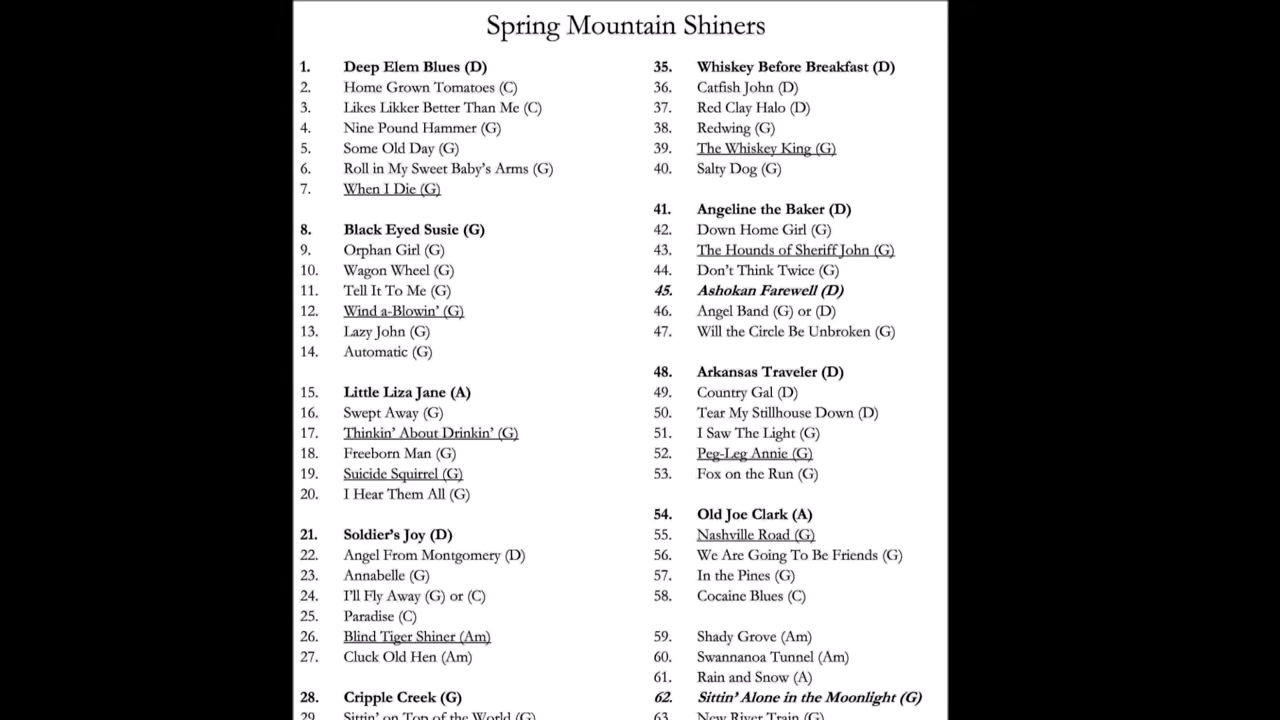 Spring Mountain Shiners
1. Deep Elem Blues (D)
2. Home Grown Tomatoes (C)
3. Likes Likker Better Than Me (C)
4. Nine Pound Hammer (G)
5. Some Old Day (G)
6. Roll in My Sweet Baby's Arms (G)
7. When I Die (G)
8. Black Eyed Susie (G)
9. Orphan Girl (G)
10. Wagon Wheel (G)
11. Tell It To Me (G)
12. Wind a-Blowin' (G)
13. Lazy John (G)
14. Automatic (G)
15. Little Liza Jane (A)
16. Swept Away (G)
17. Thinkin' About Drinkin' (G)
18. Freeborn Man (G)
19. Suicide Squirrel (G)
20. I Hear Them All (G)
21. Soldier's Joy (D)
22. Angel From Montgomery (D)
23. Annabelle (G)
24. I'll Fly Away (G) or (C)
25. Paradise (C)
26. Blind Tiger Shiner (Am)
27. Cluck Old Hen (Am)
28. Cripple Creek (G)
29. Sittin' on Top of the World (G)
35. Whiskey Before Breakfast (D)
36. Catfish John (D)
37. Red Clay Halo (D)
38. Redwing (G)
39. The Whiskey King (G)
40. Salty Dog (G)
41. Angeline the Baker (D)
42. Down Home Girl (G)
43. The Hounds of Sheriff John (G)
44. Don't Think Twice (G)
45. Ashokan Farewell (D)
46. Angel Band (G) or (D)
47. Will the Circle Be Unbroken (G)
48. Arkansas Traveler (D)
49. Country Gal (D)
50. Tear My Stillhouse Down (D)
51. I Saw The Light (G)
52. Peg-Leg Annie (G)
53. Fox on the Run (G)
54. Old Joe Clark (A)
55. Nashville Road (G)
56. We Are Going To Be Friends (G)
57. In the Pines (G)
58. Cocaine Blues (C)
59. Shady Grove (Am)
60. Swannanoa Tunnel (Am)
61. Rain and Snow (A)
62. Sittin' Alone in the Moonlight (G)
63. New River Train (G)